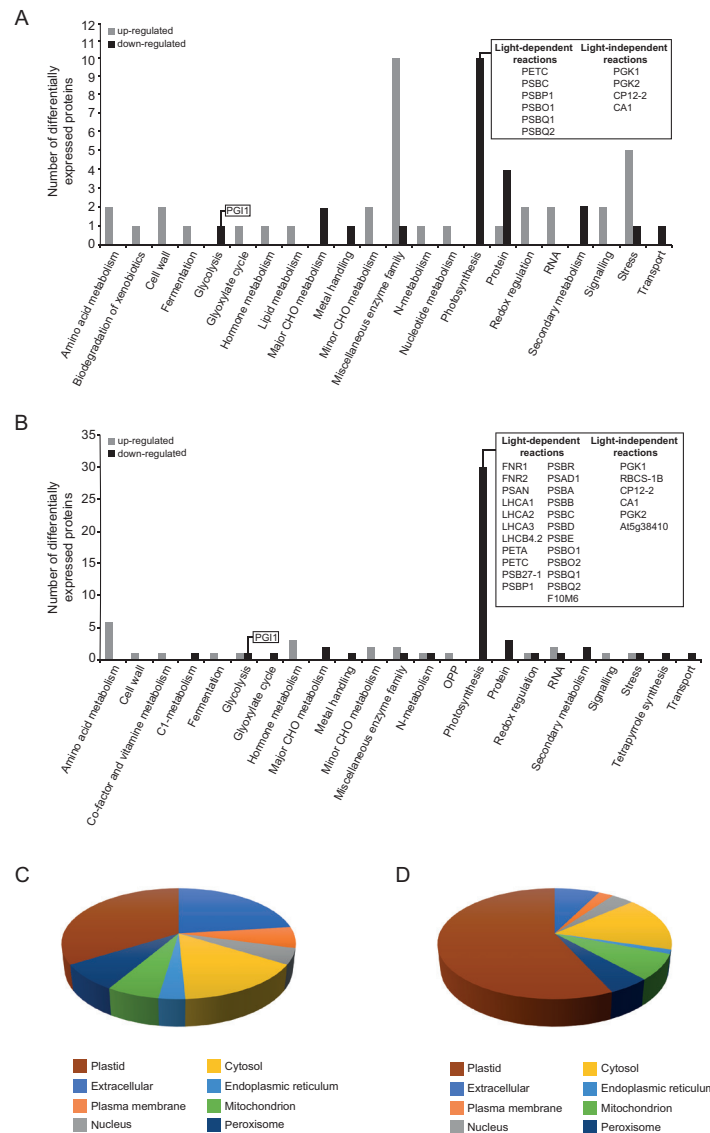 A
up-regulated
down-regulated
Number of differentially
expressed proteins
12
11
10
9
8
7
6
5
4
3
2
1
0
PGI1
Light-dependent
reactions
PETC
PSBC
PSBP1
PSBO1
PSBQ1
PSBQ2
Light-independent
reactions
PGK1
PGK2
CP12-2
CA1
Amino acid metabolism
Biodegradation of xenobiotics
Cell wall
Fermentation
Glycolysis
Glyoxylate cycle
Hormone metabolism
Lipid metabolism
Major CHO metabolism
Metal handling
Minor CHO metabolism
Miscellaneous enzyme family
N-metabolism
Nucleotide metabolism
Photosynthesis
Protein
Redox regulation
RNA
Secondary metabolism
Signalling
Stress
Transport
B
up-regulated
down-regulated
Number of differentially
expressed proteins
35
30
25
20
15
10
5
0
PGI1
Light-dependent
reactions
FNR1 PSBR
FNR2 PSAD1
PSAN PSBA
LHCA1 PSBB
LHCA2 PSBC
LHCA3 PSBD
LHCB4.2 PSBE
PETA PSBO1
PETC PSBO2
PSB27-1 PSBQ1
PSBP1 PSBQ2
F10M6
Light-independent
reactions
PGK1
RBCS-1B
CP12-2
CA1
PGK2
At5g38410
Amino acid metabolism
Cell wall
Co-factor and vitamine metabolism
C1-metabolism
Fermentation
Glycolysis
Glyoxylate cycle
Hormone metabolism
Major CHO metabolism
Metal handling
Minor CHO metabolism
Miscellaneous enzyme family
N-metabolism
OPP
Photosynthesis
Protein
Redox regulation
RNA
Secondary metabolism
Signalling
Stress
Tetrapyrrole synthesis
Transport
C
Plastid
Extracellular
Plasma membrane
Nucleus
Cytosol
Endoplasmic reticulum
Mitochondrion
Peroxisome
D
Plastid
Extracellular
Plasma membrane
Nucleus
Cytosol
Endoplasmic reticulum
Mitochondrion
Peroxisome